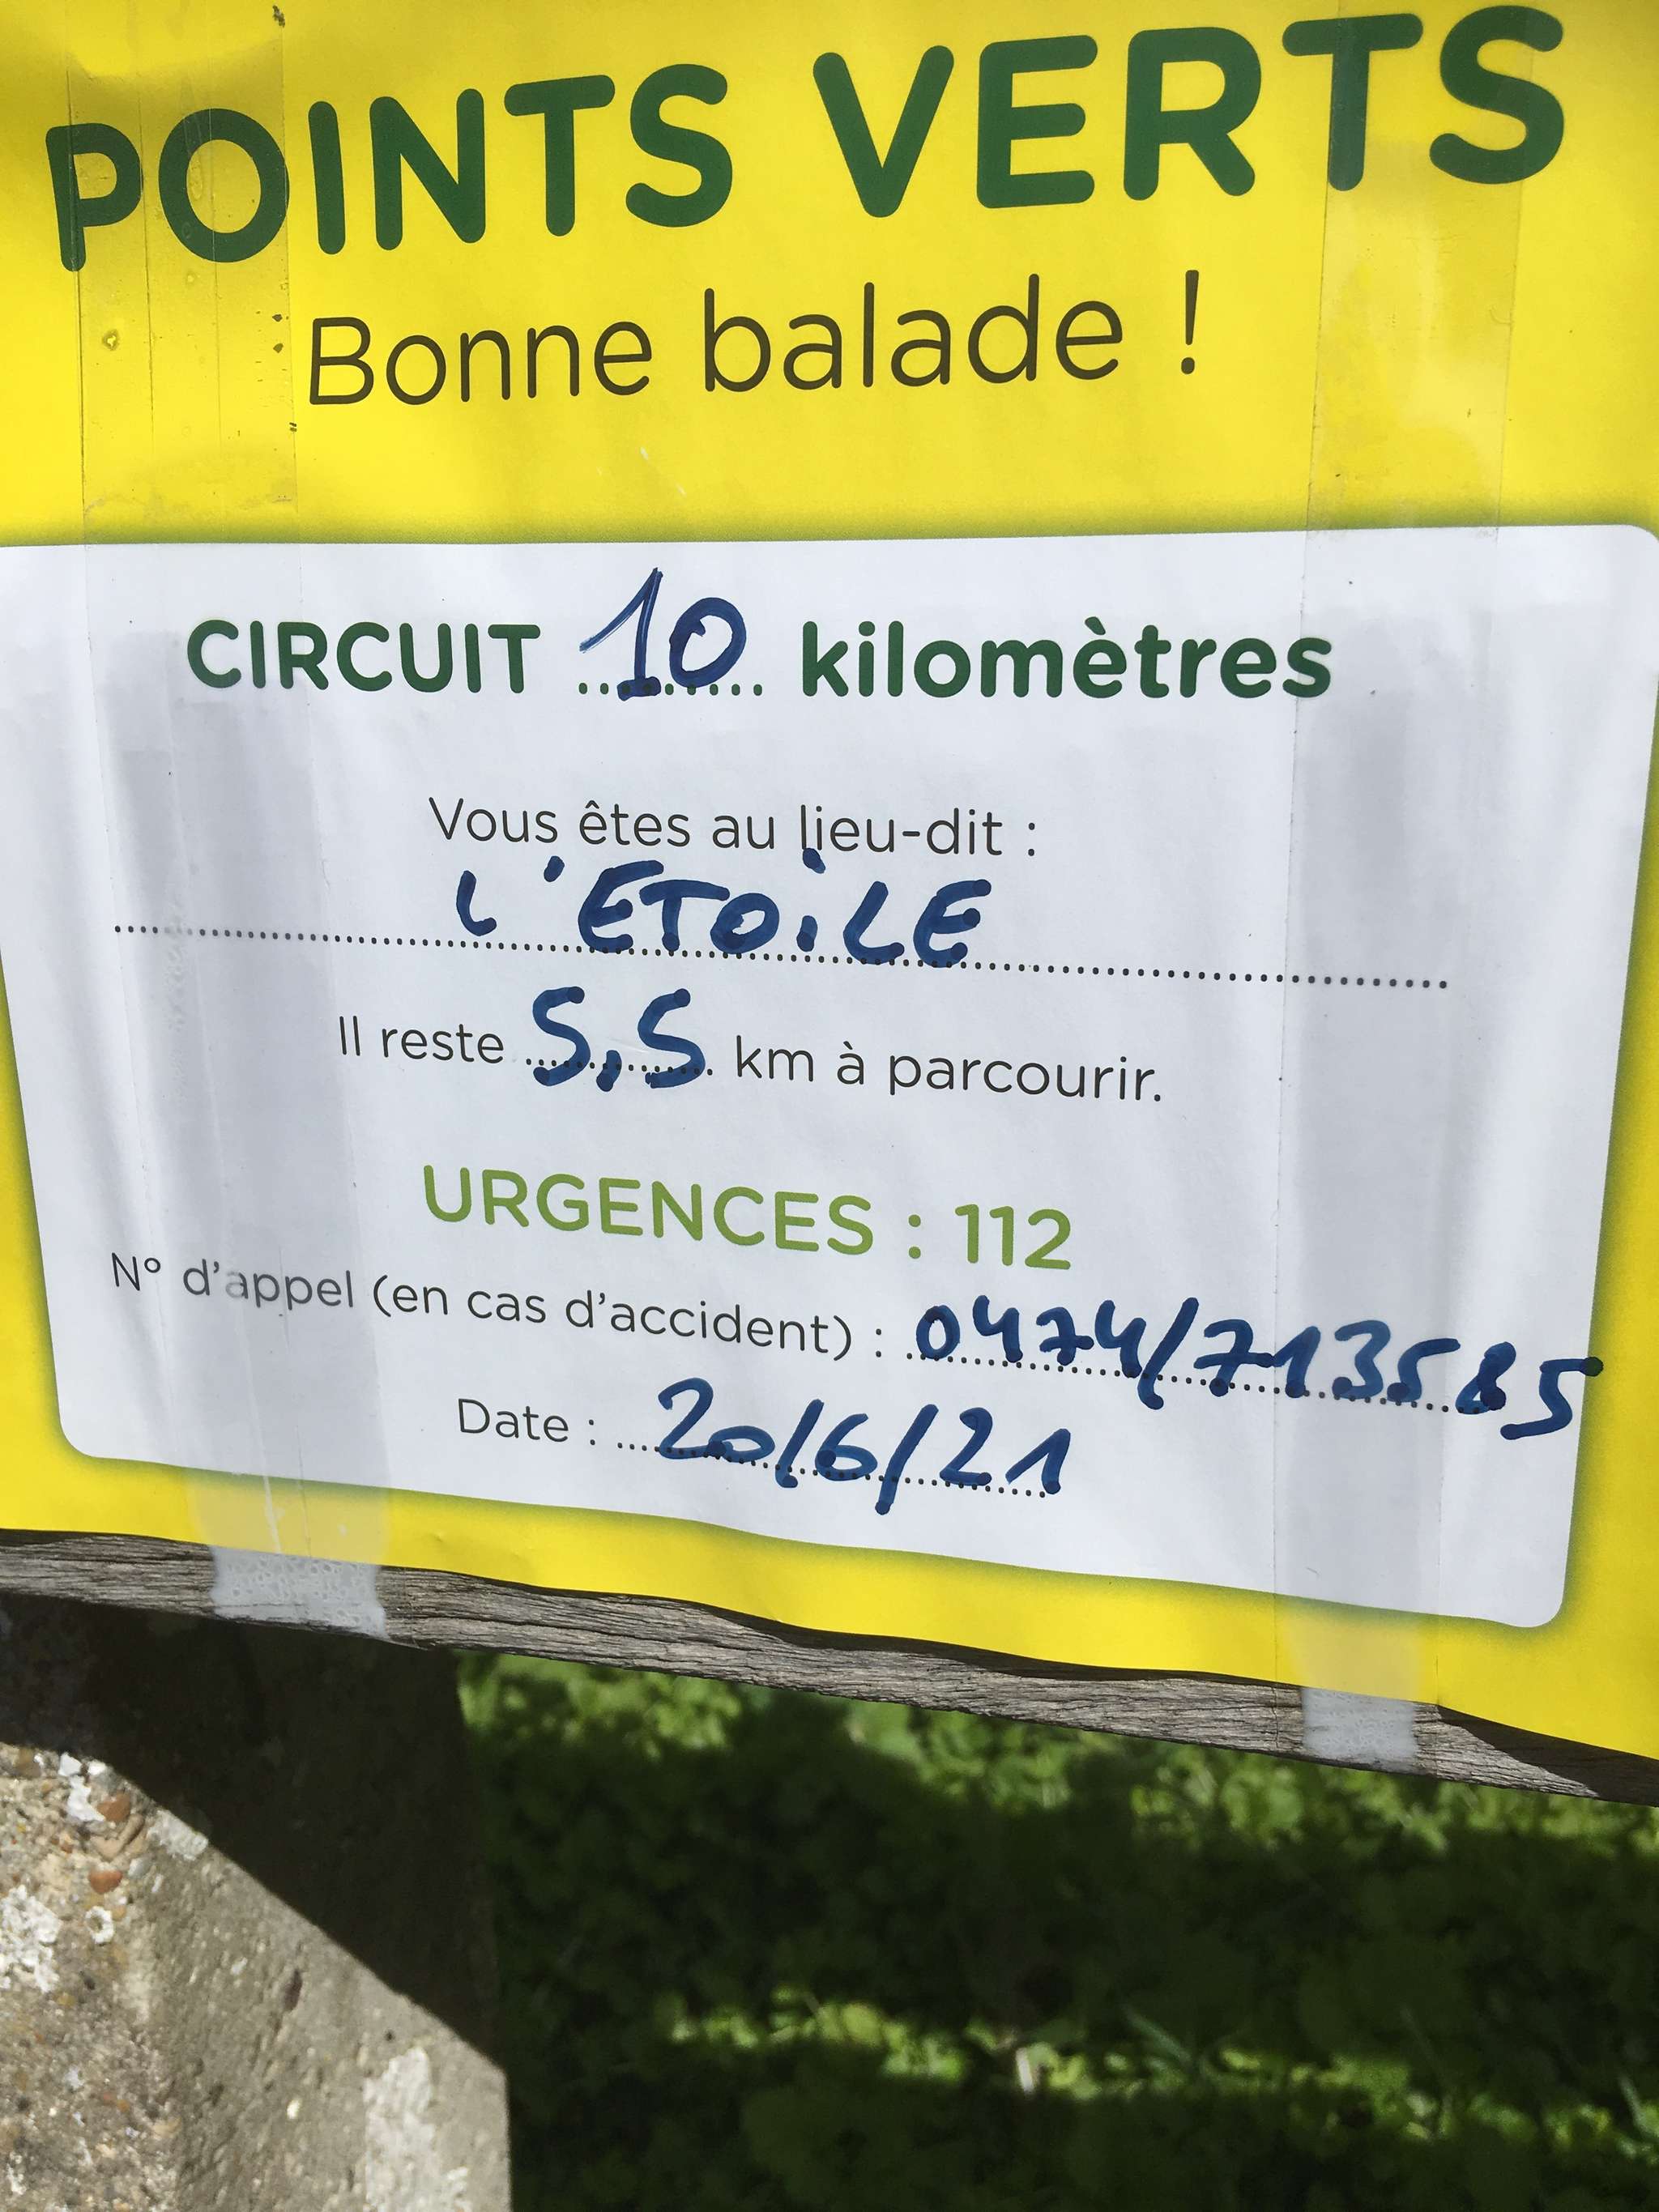 POINTS VERTS
Bonne balade !
CIRCUIT 10 kilomètres
Vous êtes au lieu-dit :
L'ETOiLE
Il reste 5,5 km à parcourir.
URGENCES : 112
N° d'appel (en cas d'accident) : 0474/713585
Date : 20/6/21